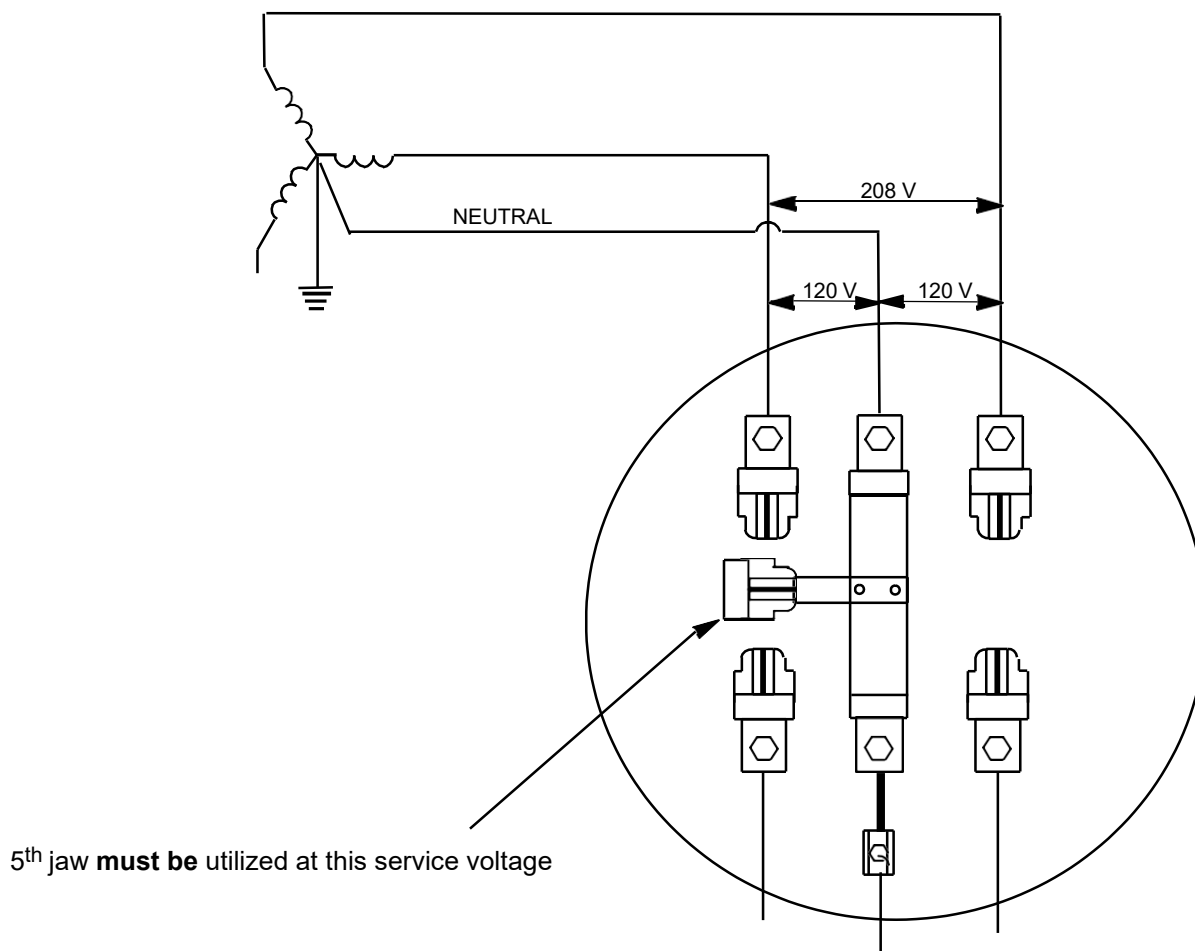 208 V
NEUTRAL
120 V 120 V
5th jaw must be utilized at this service voltage